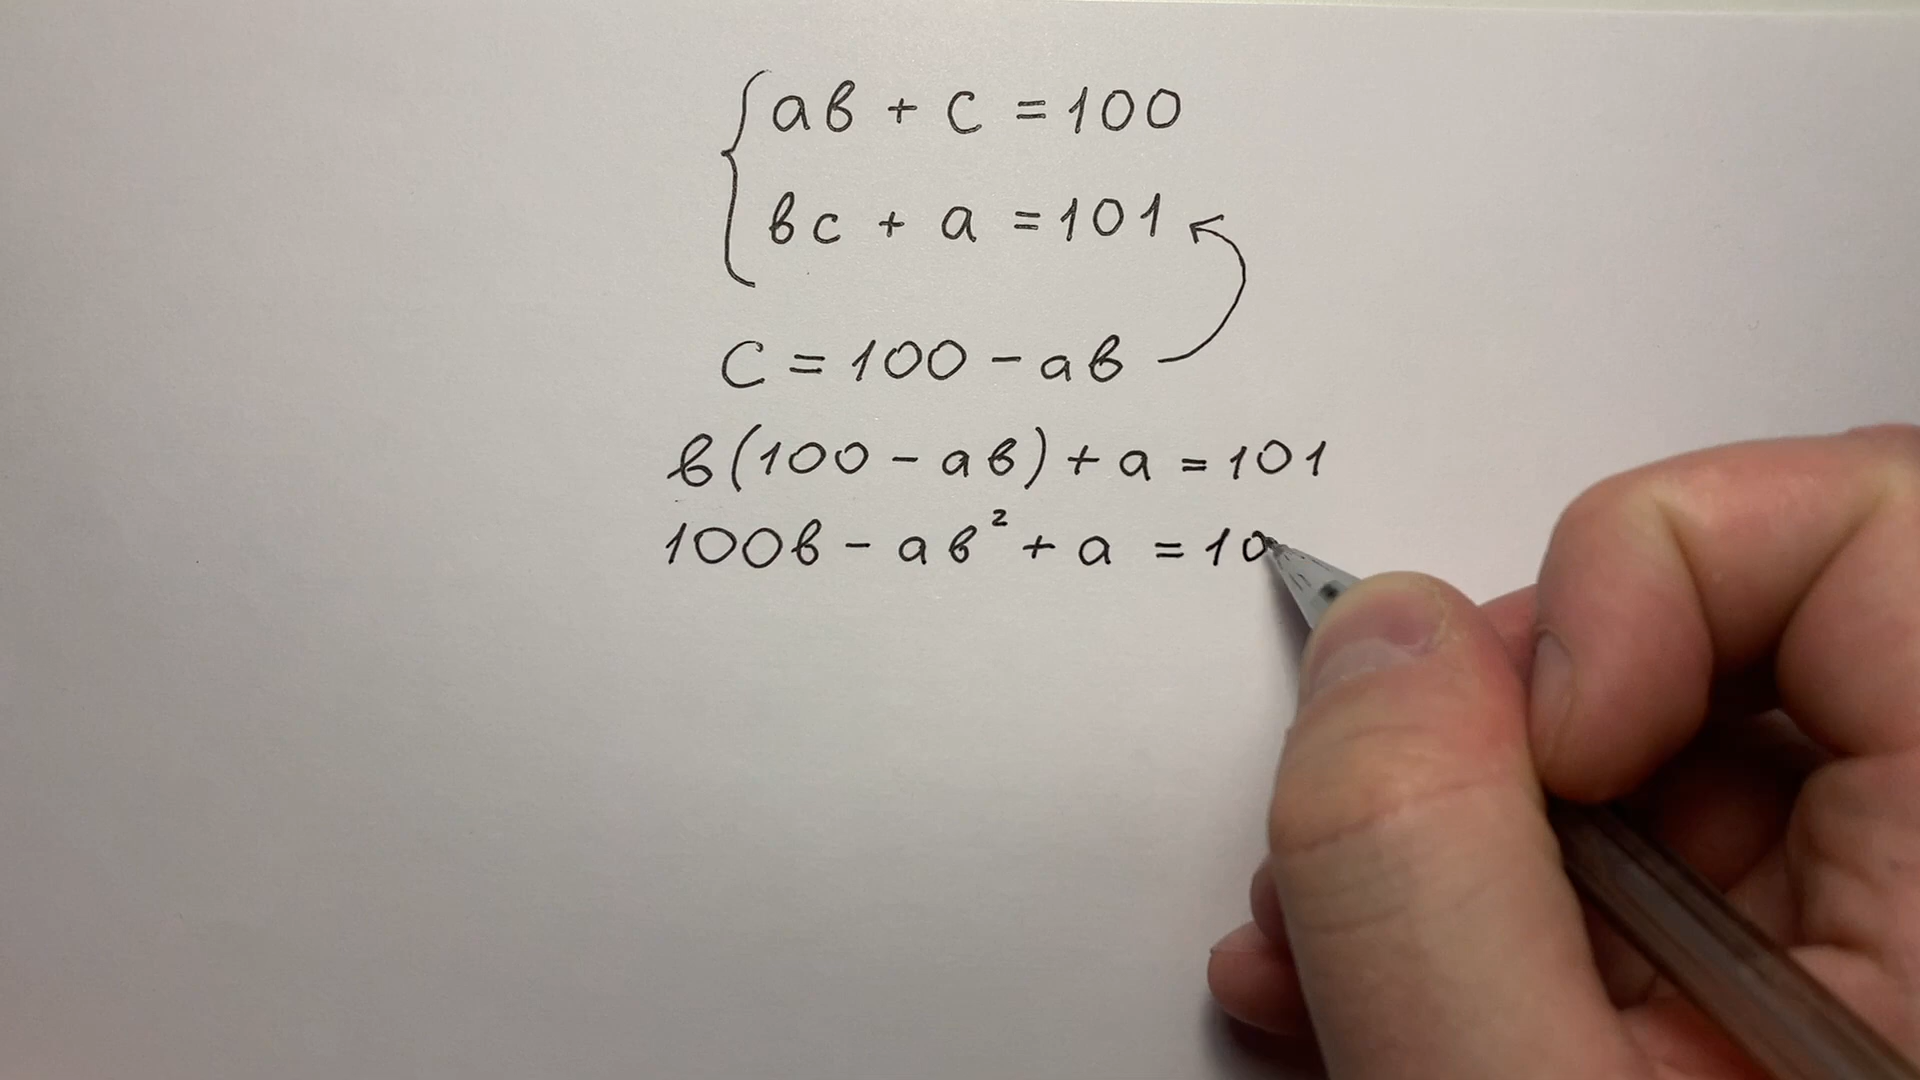 ab + c = 100
bc + a = 101
c = 100 - ab
b(100 - ab) + a = 101
100b - ab² + a = 10